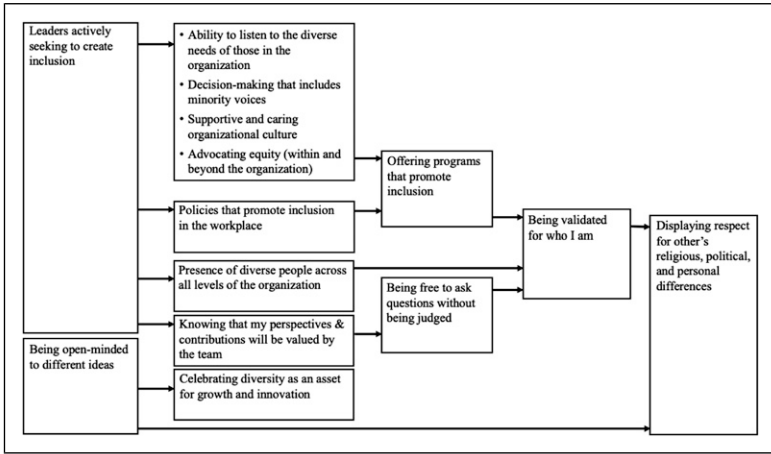 Leaders actively
seeking to create
inclusion
• Ability to listen to the diverse
needs of those in the
organization
• Decision-making that includes
minority voices
• Supportive and caring
organizational culture
• Advocating equity (within and
beyond the organization)
Policies that promote inclusion
in the workplace
Presence of diverse people across
all levels of the organization
Knowing that my perspectives &
contributions will be valued by
the team
Being open-minded
to different ideas
Celebrating diversity as an asset
for growth and innovation
Offering programs
that promote
inclusion
Being free to ask
questions without
being judged
Being validated
for who I am
Displaying respect
for other’s
religious, political,
and personal
differences